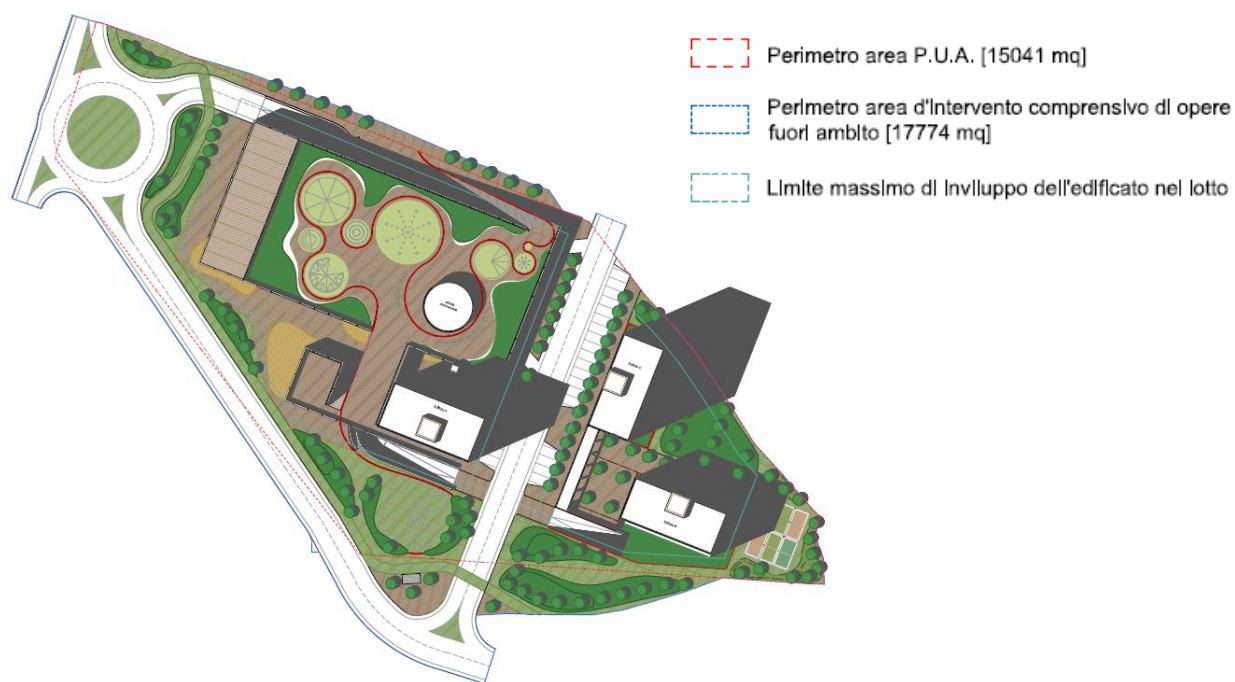 Perimetro area P.U.A. [15041 mq]
Perimetro area d'intervento comprensivo di opere
fuori ambito [17774 mq]
Limite massimo di inviluppo dell'edificato nel lotto